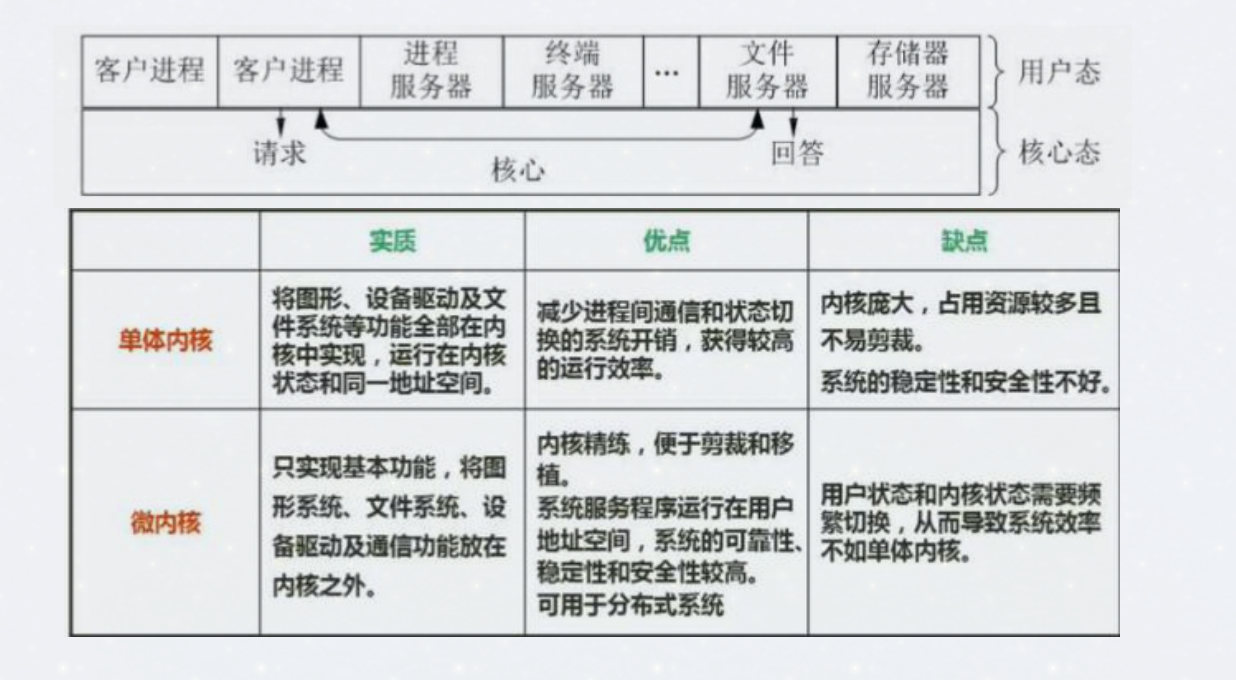 客户进程 客户进程 进程服务器 终端服务器 … 文件服务器 存储器服务器 用户态
请求 核心 回答 核心态
实质 优点 缺点
单体内核
将图形、设备驱动及文
件系统等功能全部在内
核中实现，运行在内核
状态和同一地址空间。
减少进程间通信和状态切
换的系统开销，获得较高
的运行效率。
内核庞大，占用资源较多且
不易剪裁。
系统的稳定性和安全性不好。
微内核
只实现基本功能，将图
形系统、文件系统、设
备驱动及通信功能放在
内核之外。
内核精练，便于剪裁和移
植。
系统服务程序运行在用户
地址空间，系统的可靠性、
稳定性和安全性较高。
可用于分布式系统
用户状态和内核状态需要频
繁切换，从而导致系统效率
不如单体内核。